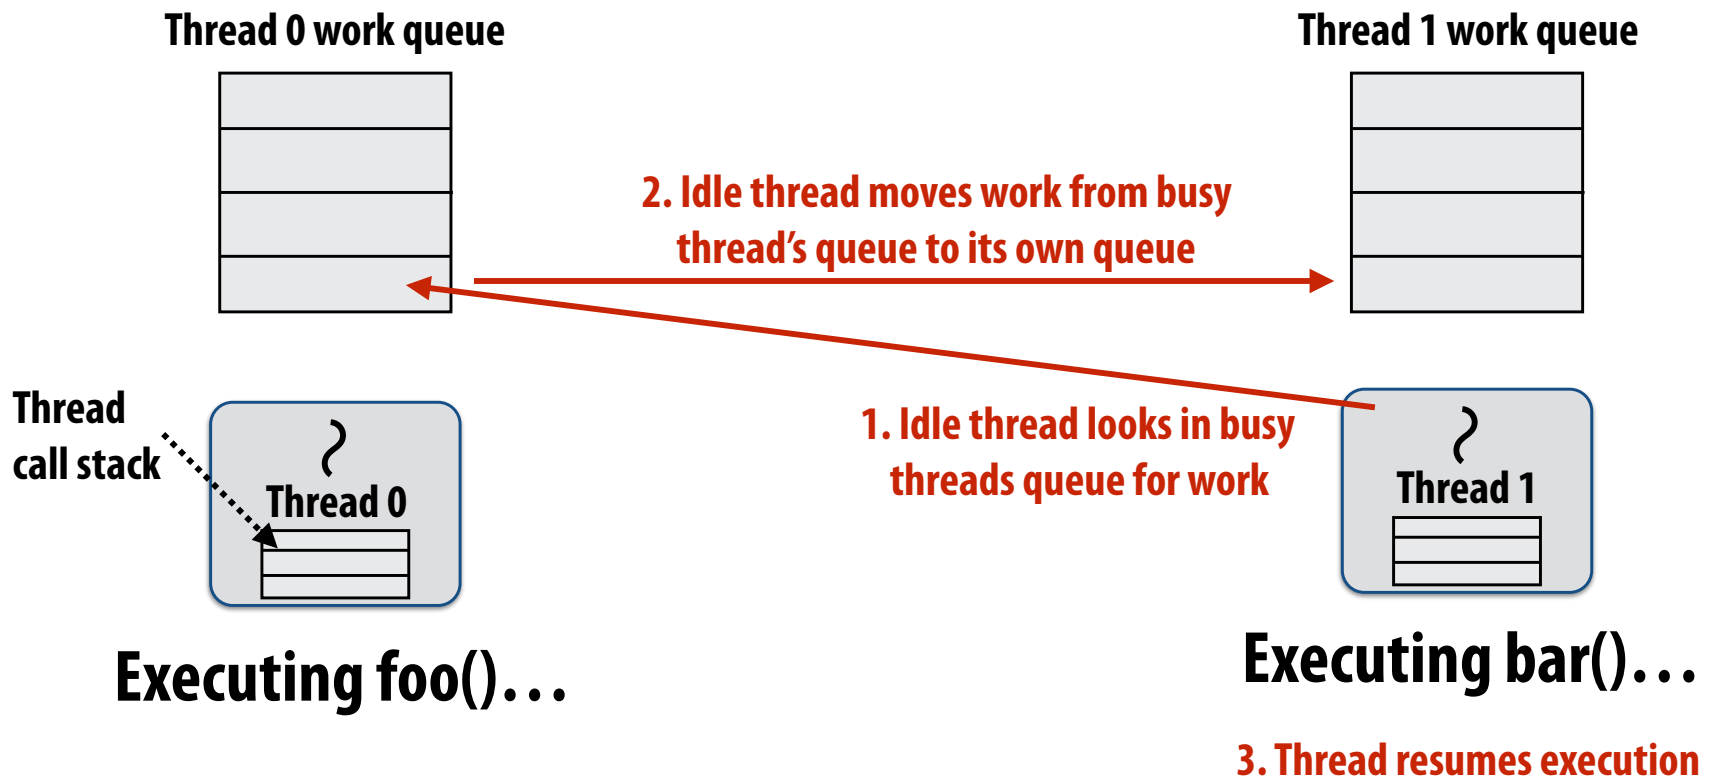 Thread 0 work queue
Thread 1 work queue
2. Idle thread moves work from busy
thread’s queue to its own queue
Thread
call stack
1. Idle thread looks in busy
threads queue for work
Thread 0
Thread 1
Executing foo()…
Executing bar()…
3. Thread resumes execution